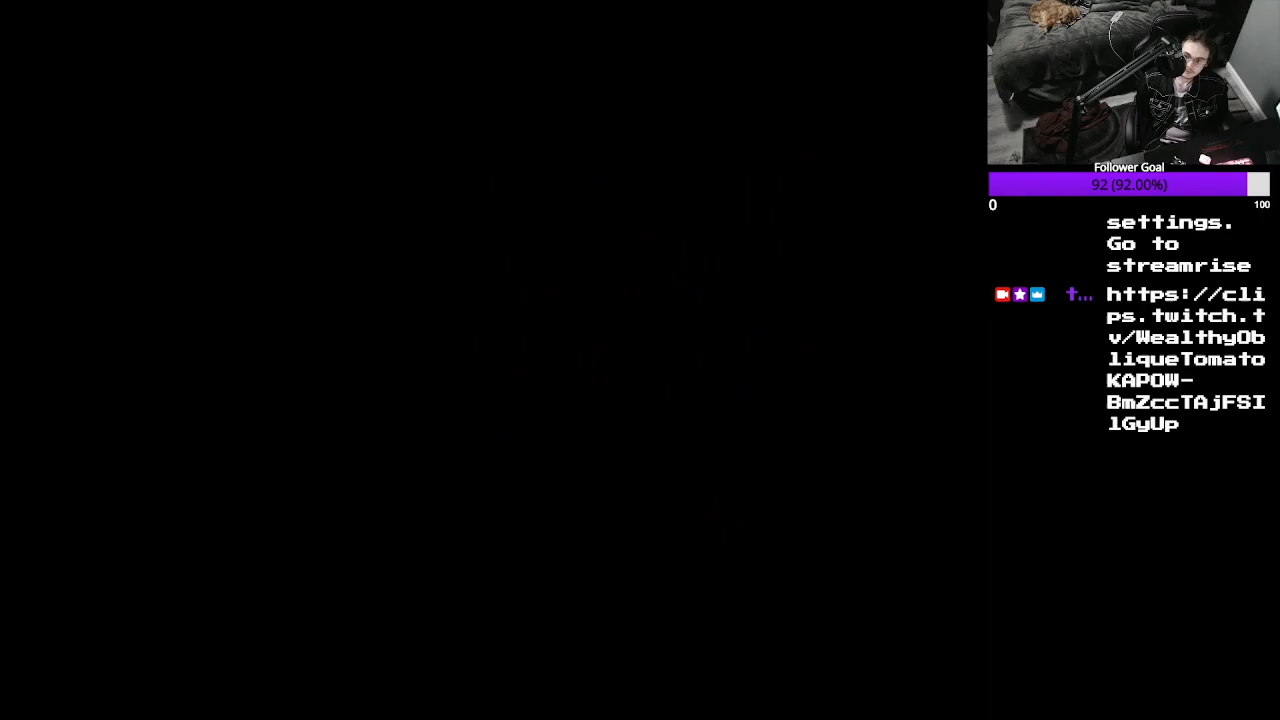 Follower Goal
92 (92.00%)
0
100
settings.
Go to
streamrise
t...
https://cli
ps.twitch.t
v/WealthyOb
liqueTomato
KAPOW-
BmZccTAjFSI
lGyUp